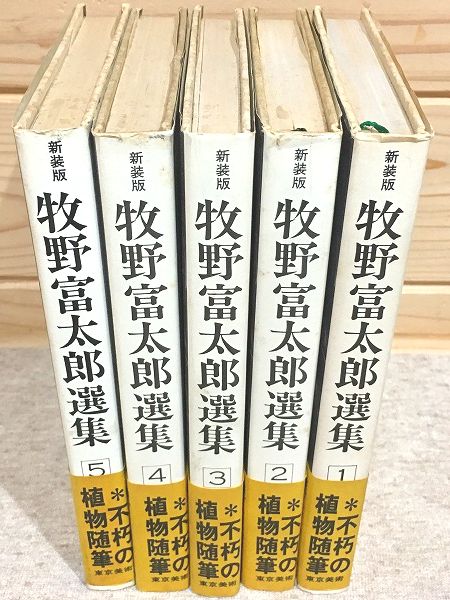 新装版
牧野富太郎選集
5
*不朽の
植物随筆
東京美術
新装版
牧野富太郎選集
4
*不朽の
植物随筆
東京美術
新装版
牧野富太郎選集
3
*不朽の
植物随筆
東京美術
新装版
牧野富太郎選集
2
*不朽の
植物随筆
東京美術
新装版
牧野富太郎選集
1
*不朽の
植物随筆
東京美術